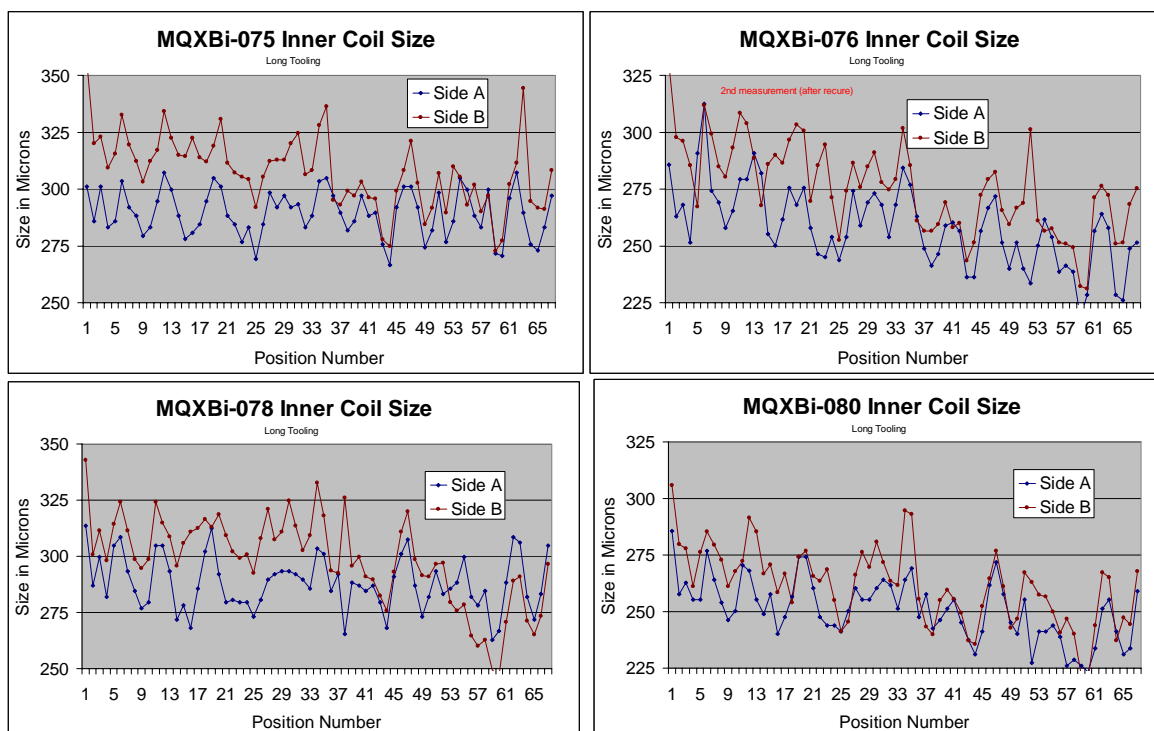 MQXBi-075 Inner Coil Size
Long Tooling
350
325
300
275
250
Size in Microns
Side A
Side B
1 5 9 13 17 21 25 29 33 37 41 45 49 53 57 61 65
Position Number
MQXBi-076 Inner Coil Size
Long Tooling
2nd measurement (after recure)
325
300
275
250
225
Size in Microns
Side A
Side B
1 5 9 13 17 21 25 29 33 37 41 45 49 53 57 61 65
Position Number
MQXBi-078 Inner Coil Size
Long Tooling
350
325
300
275
250
Size in Microns
Side A
Side B
1 5 9 13 17 21 25 29 33 37 41 45 49 53 57 61 65
Position Number
MQXBi-080 Inner Coil Size
Long Tooling
325
300
275
250
225
Size in Microns
Side A
Side B
1 5 9 13 17 21 25 29 33 37 41 45 49 53 57 61 65
Position Number